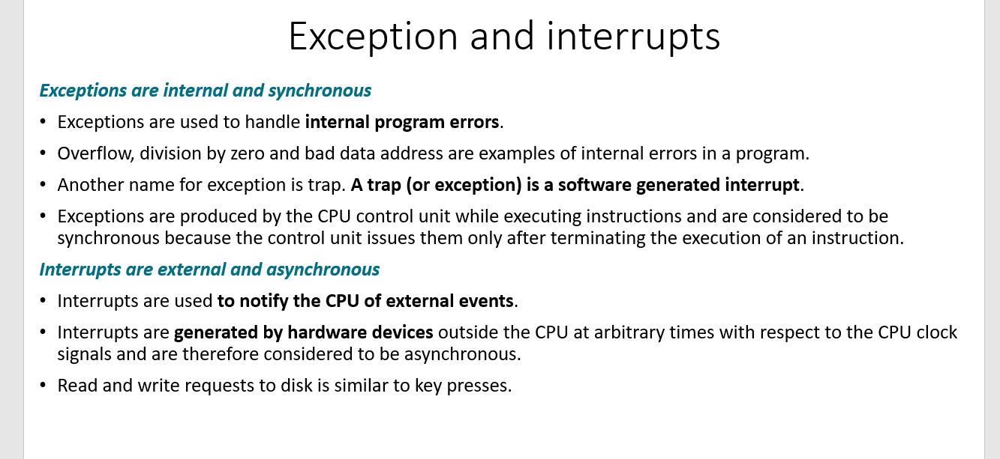 Exception and interrupts
Exceptions are internal and synchronous
• Exceptions are used to handle internal program errors.
• Overflow, division by zero and bad data address are examples of internal errors in a program.
• Another name for exception is trap. A trap (or exception) is a software generated interrupt.
• Exceptions are produced by the CPU control unit while executing instructions and are considered to be
synchronous because the control unit issues them only after terminating the execution of an instruction.
Interrupts are external and asynchronous
• Interrupts are used to notify the CPU of external events.
• Interrupts are generated by hardware devices outside the CPU at arbitrary times with respect to the CPU clock
signals and are therefore considered to be asynchronous.
• Read and write requests to disk is similar to key presses.